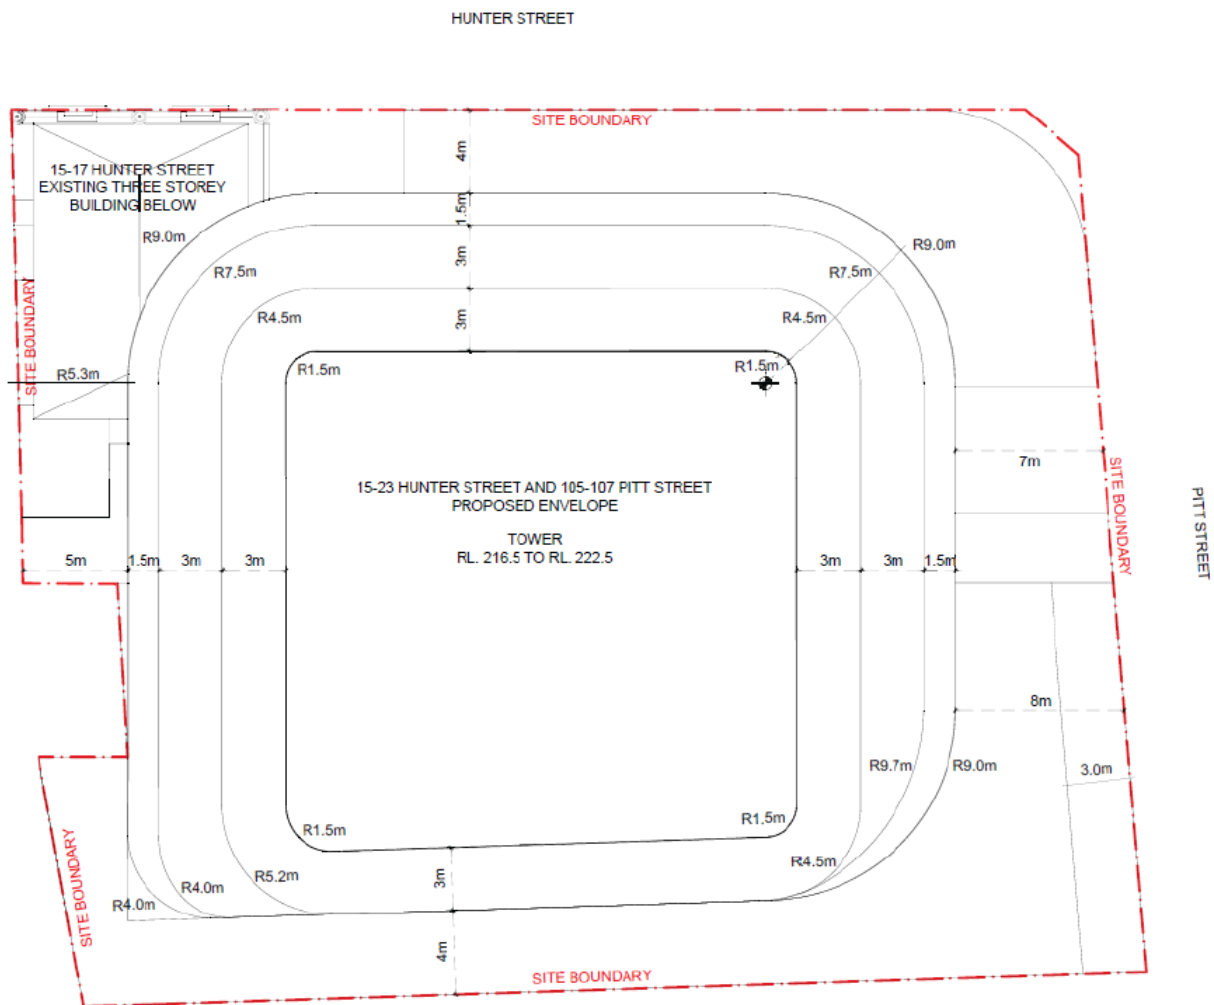 HUNTER STREET
SITE BOUNDARY
15-17 HUNTER STREET
EXISTING THREE STOREY
BUILDING BELOW
4m
1.5m
3m
3m
R9.0m
R7.5m
R4.5m
R1.5m
R9.0m
R7.5m
R4.5m
R1.5m
SITE BOUNDARY
R5.3m
15-23 HUNTER STREET AND 105-107 PITT STREET
PROPOSED ENVELOPE
TOWER
RL. 216.5 TO RL. 222.5
7m
SITE BOUNDARY
PITT STREET
5m
1.5m
3m
3m
3m
3m
1.5m
8m
R9.7m
R9.0m
3.0m
R1.5m
R1.5m
R4.5m
R5.2m
R4.0m
R4.0m
3m
4m
SITE BOUNDARY
SITE BOUNDARY